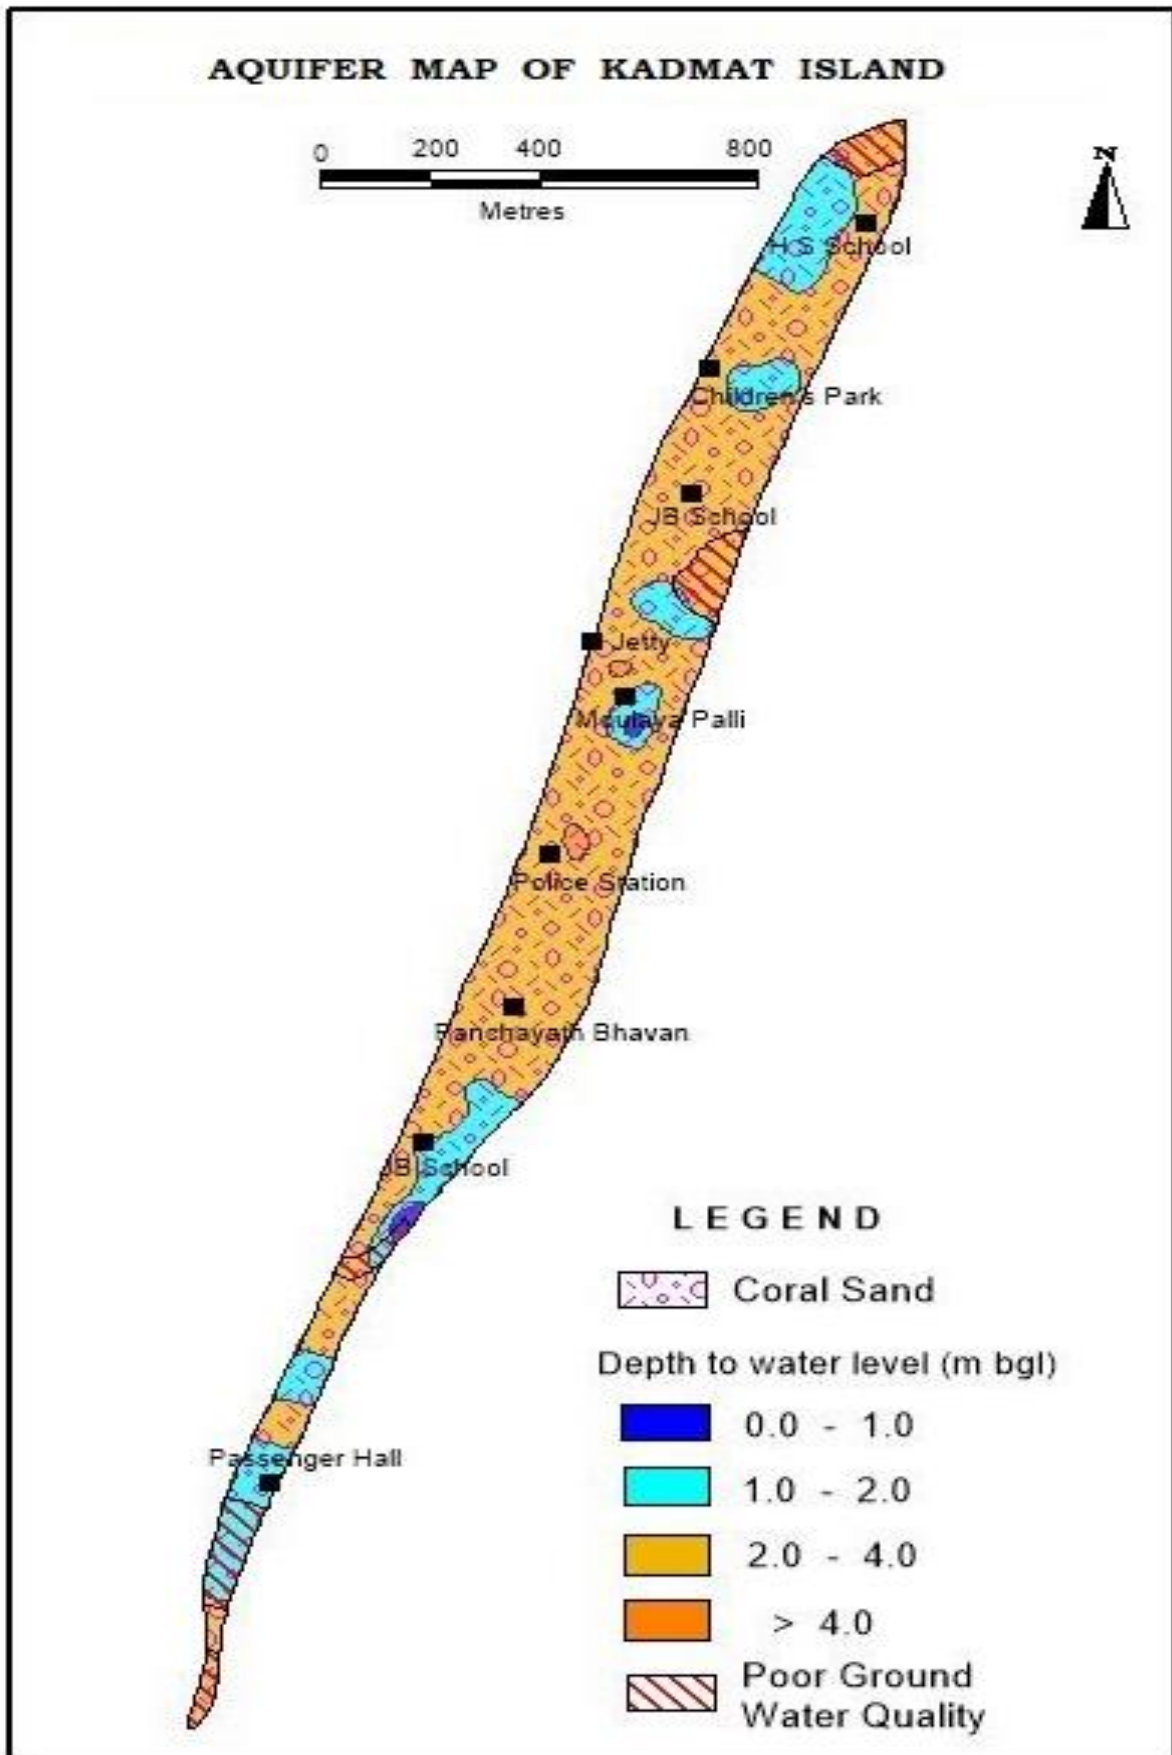 AQUIFER MAP OF KADMAT ISLAND
0 200 400 800
Metres
N
H S School
Children's Park
JB School
Jetty
Moulava Palli
Police Station
Panchayath Bhavan
JB School
Passenger Hall
LEGEND
Coral Sand
Depth to water level (m bgl)
0.0 - 1.0
1.0 - 2.0
2.0 - 4.0
> 4.0
Poor Ground
Water Quality